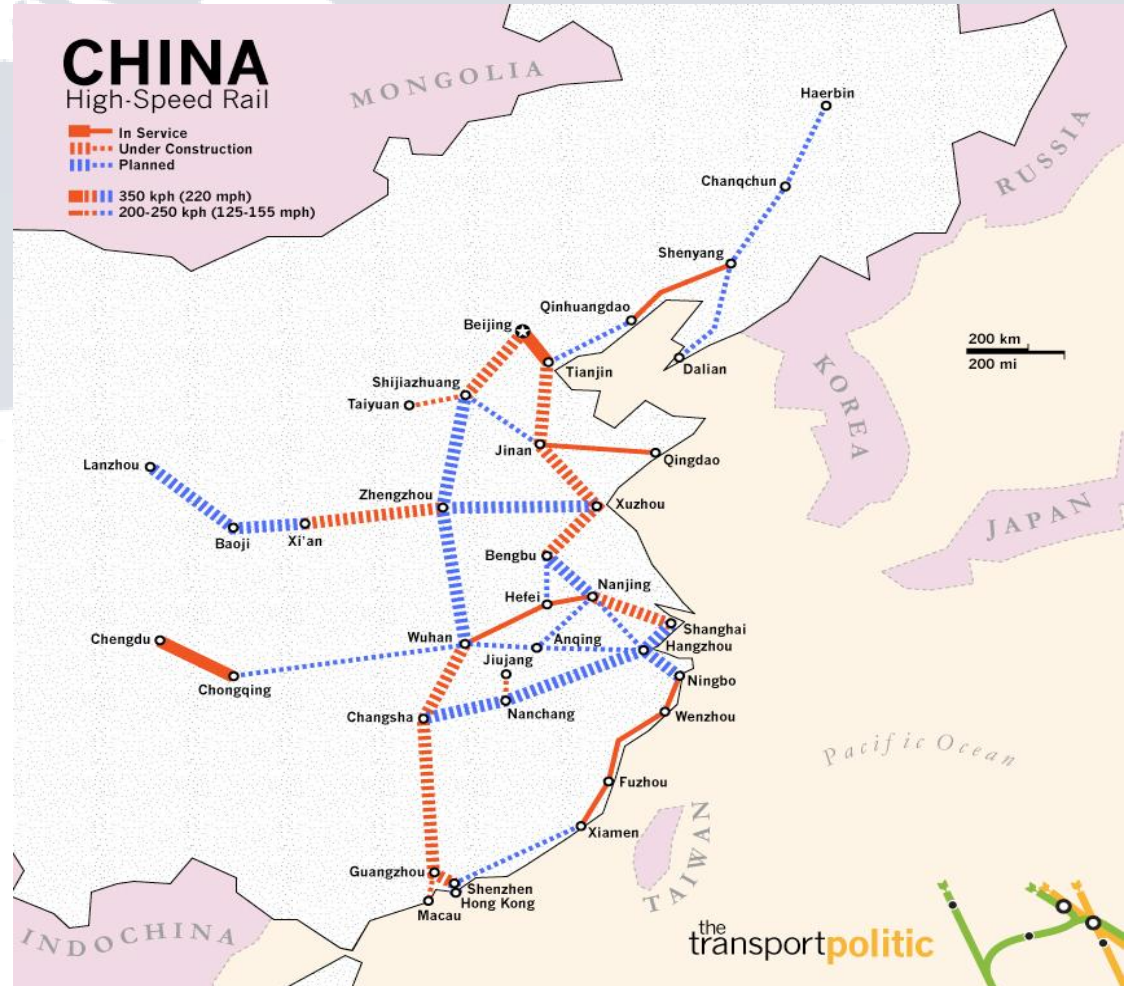 CHINA
High-Speed Rail
In Service
Under Construction
Planned
350 kph (220 mph)
200-250 kph (125-155 mph)
MONGOLIA
RUSSIA
KOREA
JAPAN
TAIWAN
INDOCHINA
Pacific Ocean
200 km
200 mi
Haerbin
Chanqchun
Shenyang
Qinhuangdao
Beijing
Tianjin
Dalian
Shijiazhuang
Taiyuan
Jinan
Qingdao
Lanzhou
Zhengzhou
Xuzhou
Baoji
Xi'an
Bengbu
Nanjing
Hefei
Shanghai
Chengdu
Wuhan
Anqing
Hangzhou
Jiujang
Chongqing
Ningbo
Changsha
Nanchang
Wenzhou
Fuzhou
Xiamen
Guangzhou
Shenzhen
Hong Kong
Macau
the
transportpolitic